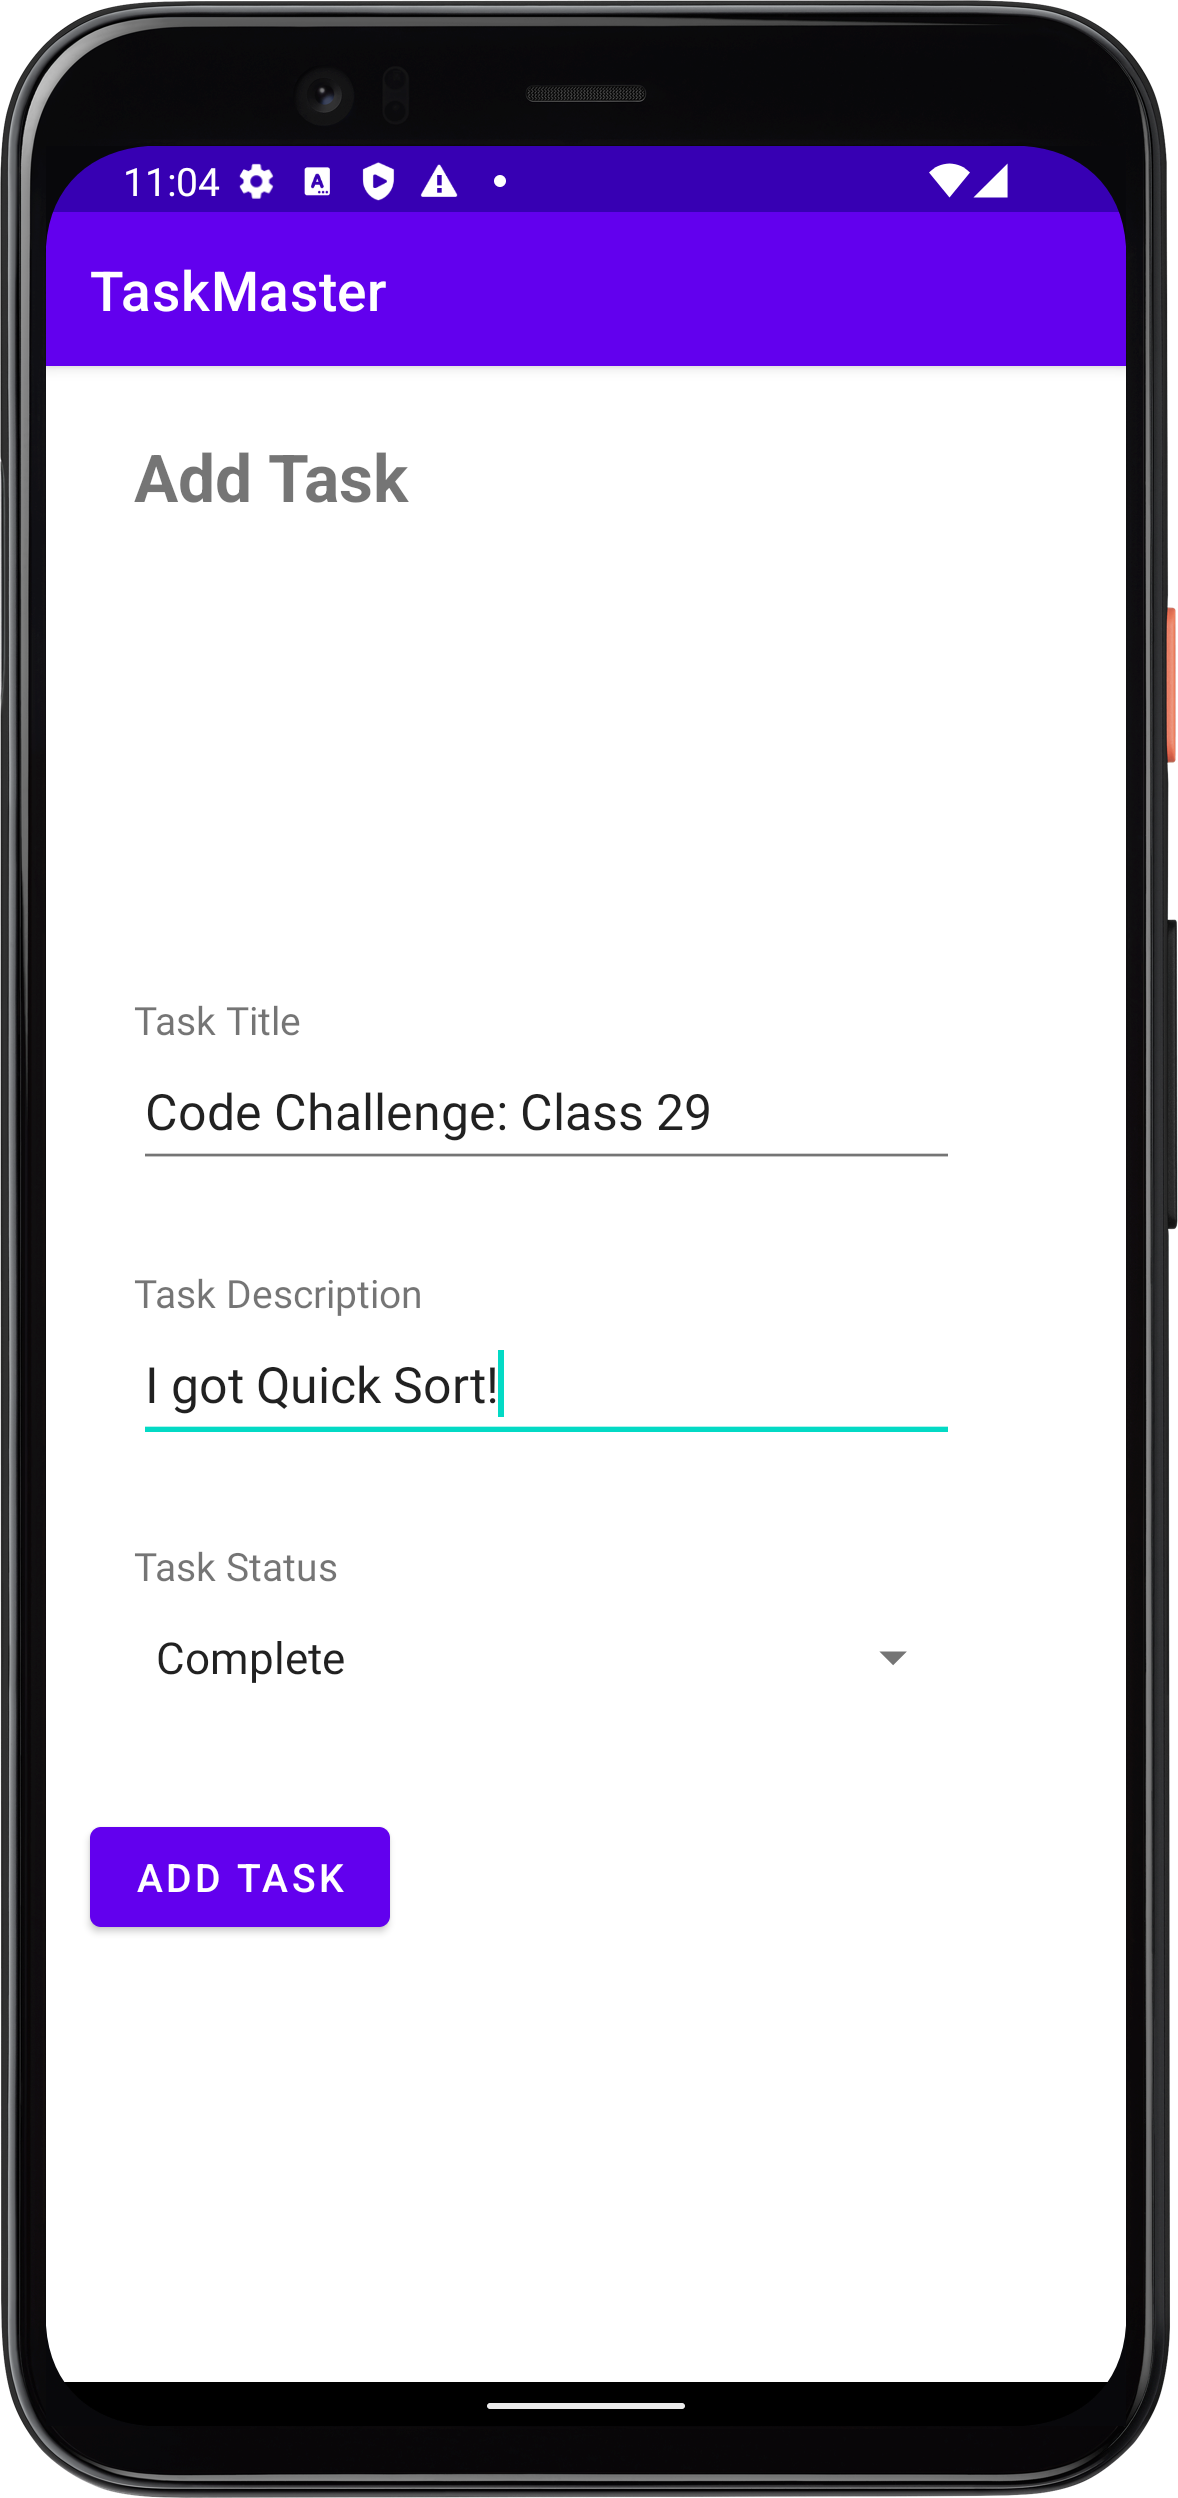 11:04
TaskMaster
Add Task
Task Title
Code Challenge: Class 29
Task Description
I got Quick Sort!
Task Status
Complete
ADD TASK